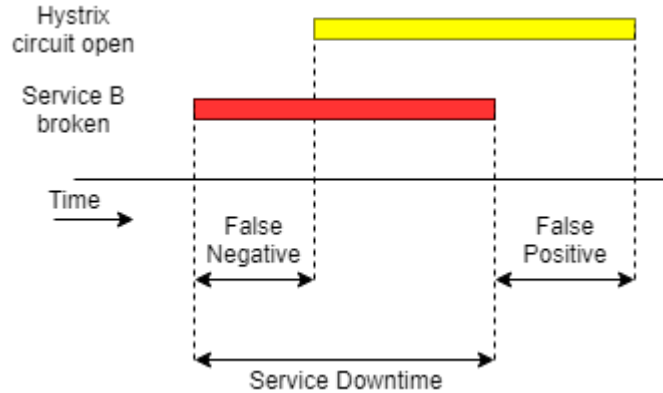 Hystrix
circuit open
Service B
broken
Time
False
Negative
False
Positive
Service Downtime